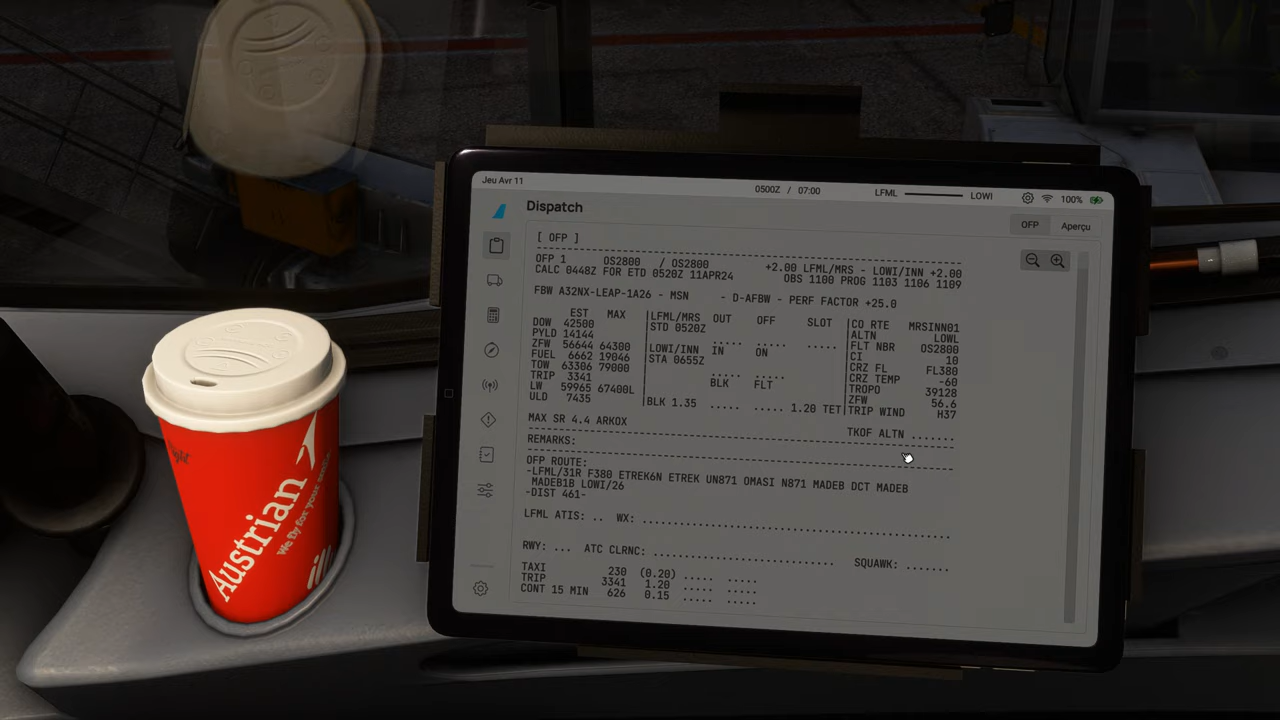 Jeu Avr 11
0500Z / 07:00
LFML
LOWI
100%
Dispatch
OFP
Aperçu
[ OFP ]
OFP 1 OS2800 / OS2800 +2.00 LFML/MRS - LOWI/INN +2.00
CALC 0448Z FOR ETD 0520Z 11APR24 OBS 1100 PROG 1103 1106 1109
FBW A32NX-LEAP-1A26 - MSN - D-AFBW - PERF FACTOR +25.0
EST MAX
DOW 42500
PYLD 14144
ZFW 56644 64300
FUEL 6662 19046
TOW 63306 79000
TRIP 3341
LW 59965 67400L
ULD 7435
LFML/MRS OUT OFF SLOT
STD 0520Z
..... ..... .....
LOWI/INN IN ON
STA 0655Z
..... .....
BLK FLT
BLK 1.35 ..... ..... 1.20 TET
CO RTE MRSINN01
ALTN LOWL
FLT NBR OS2800
CI 10
CRZ FL FL380
CRZ TEMP -60
TROPO 39128
ZFW 56.6
TRIP WIND H37
MAX SR 4.4 ARKOX
TKOF ALTN .......
REMARKS:
OFP ROUTE:
-LFML/31R F380 ETREK6N ETREK UN871 OMASI N871 MADEB DCT MADEB
MADEB1B LOWI/26
-DIST 461-
LFML ATIS: .. WX: ..................................................
RWY: ... ATC CLRNC: .............................. SQUAWK: .......
TAXI 230 (0.20) ..... .....
TRIP 3341 1.20 ..... .....
CONT 15 MIN 626 0.15 ..... .....
Austrian
We fly for your smile.